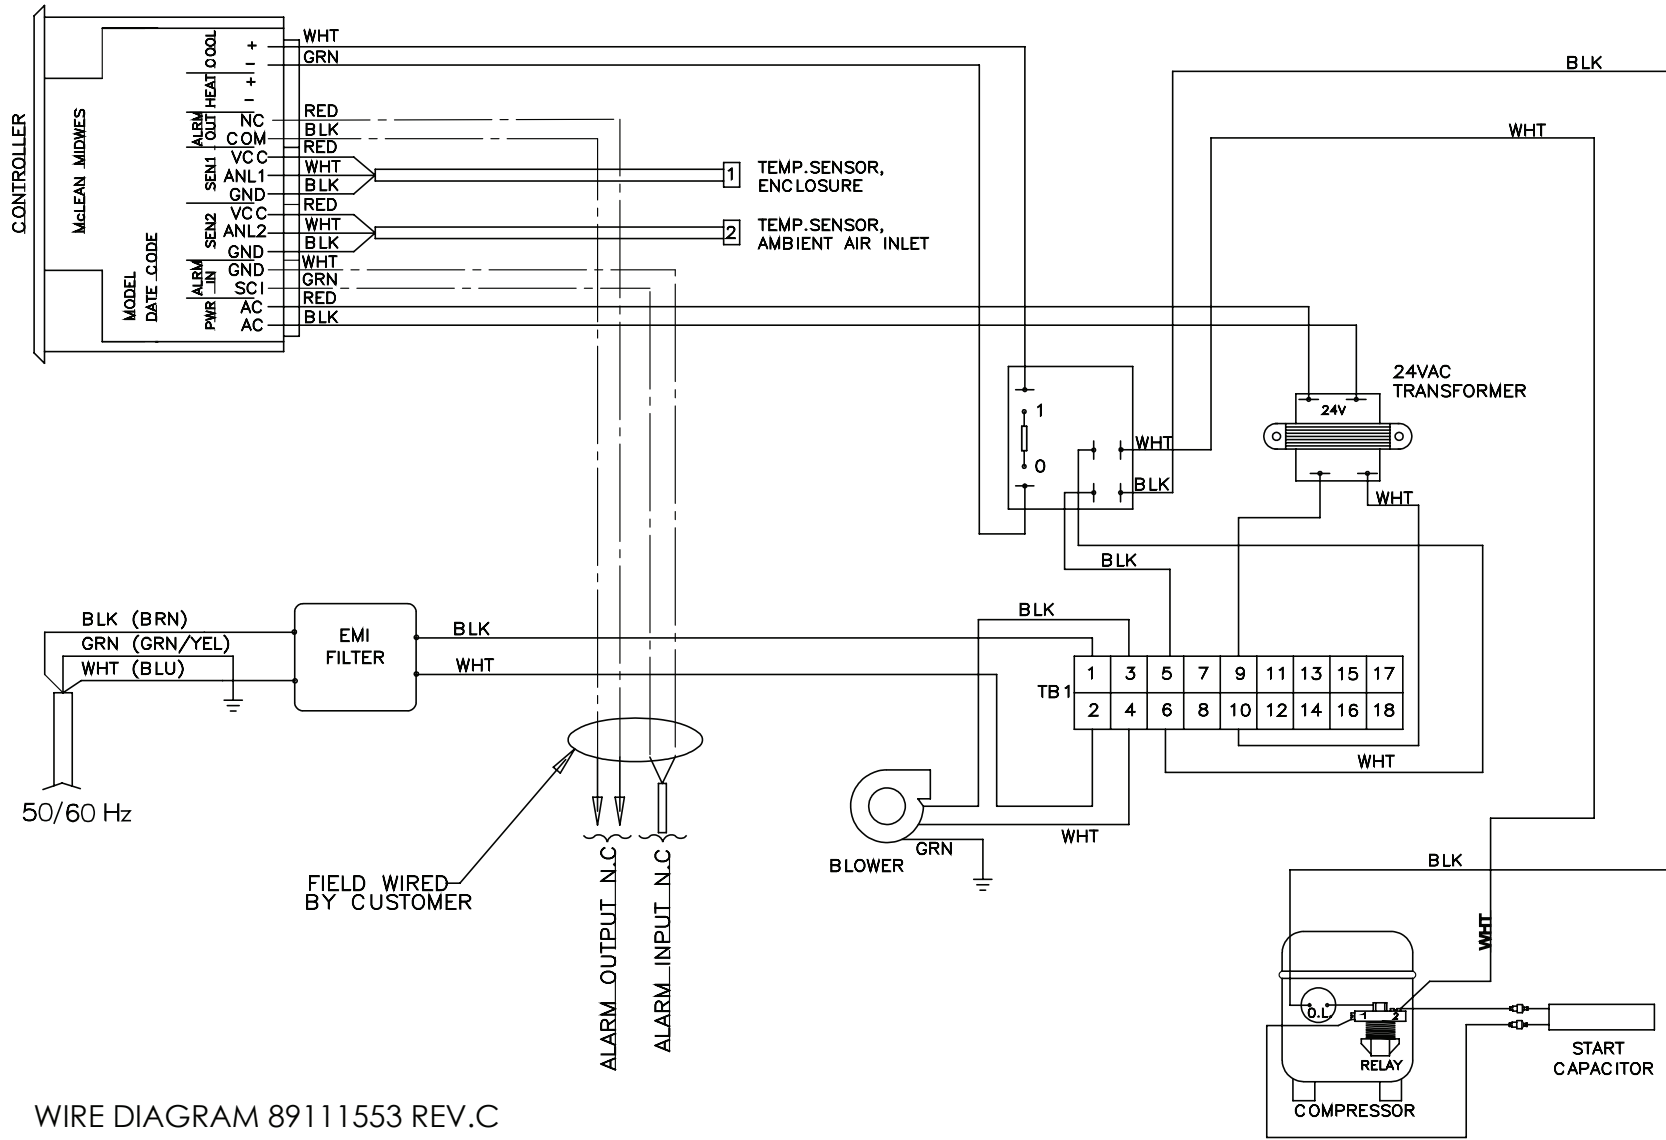 CONTROLLER
McLEAN MIDWES
MODEL
DATE CODE
COOL
+
-
HEAT
+
-
ALRM
OUT
NC
COM
SEN1
VCC
ANL1
GND
SEN2
VCC
ANL2
GND
ALRM
IN
GND
SCI
PWR
AC
AC
WHT
GRN
RED
BLK
RED
WHT
BLK
RED
WHT
BLK
WHT
GRN
RED
BLK
1
TEMP.SENSOR,
ENCLOSURE
2
TEMP.SENSOR,
AMBIENT AIR INLET
BLK
WHT
24VAC
TRANSFORMER
24V
WHT
1
0
WHT
BLK
BLK
BLK (BRN)
GRN (GRN/YEL)
WHT (BLU)
50/60 Hz
EMI
FILTER
BLK
WHT
BLK
TB1
1 3 5 7 9 11 13 15 17
2 4 6 8 10 12 14 16 18
WHT
WHT
GRN
BLOWER
FIELD WIRED
BY CUSTOMER
ALARM OUTPUT N.C
ALARM INPUT N.C
BLK
WHT
O.L.
1
2
RELAY
COMPRESSOR
START
CAPACITOR
WIRE DIAGRAM 89111553 REV.C